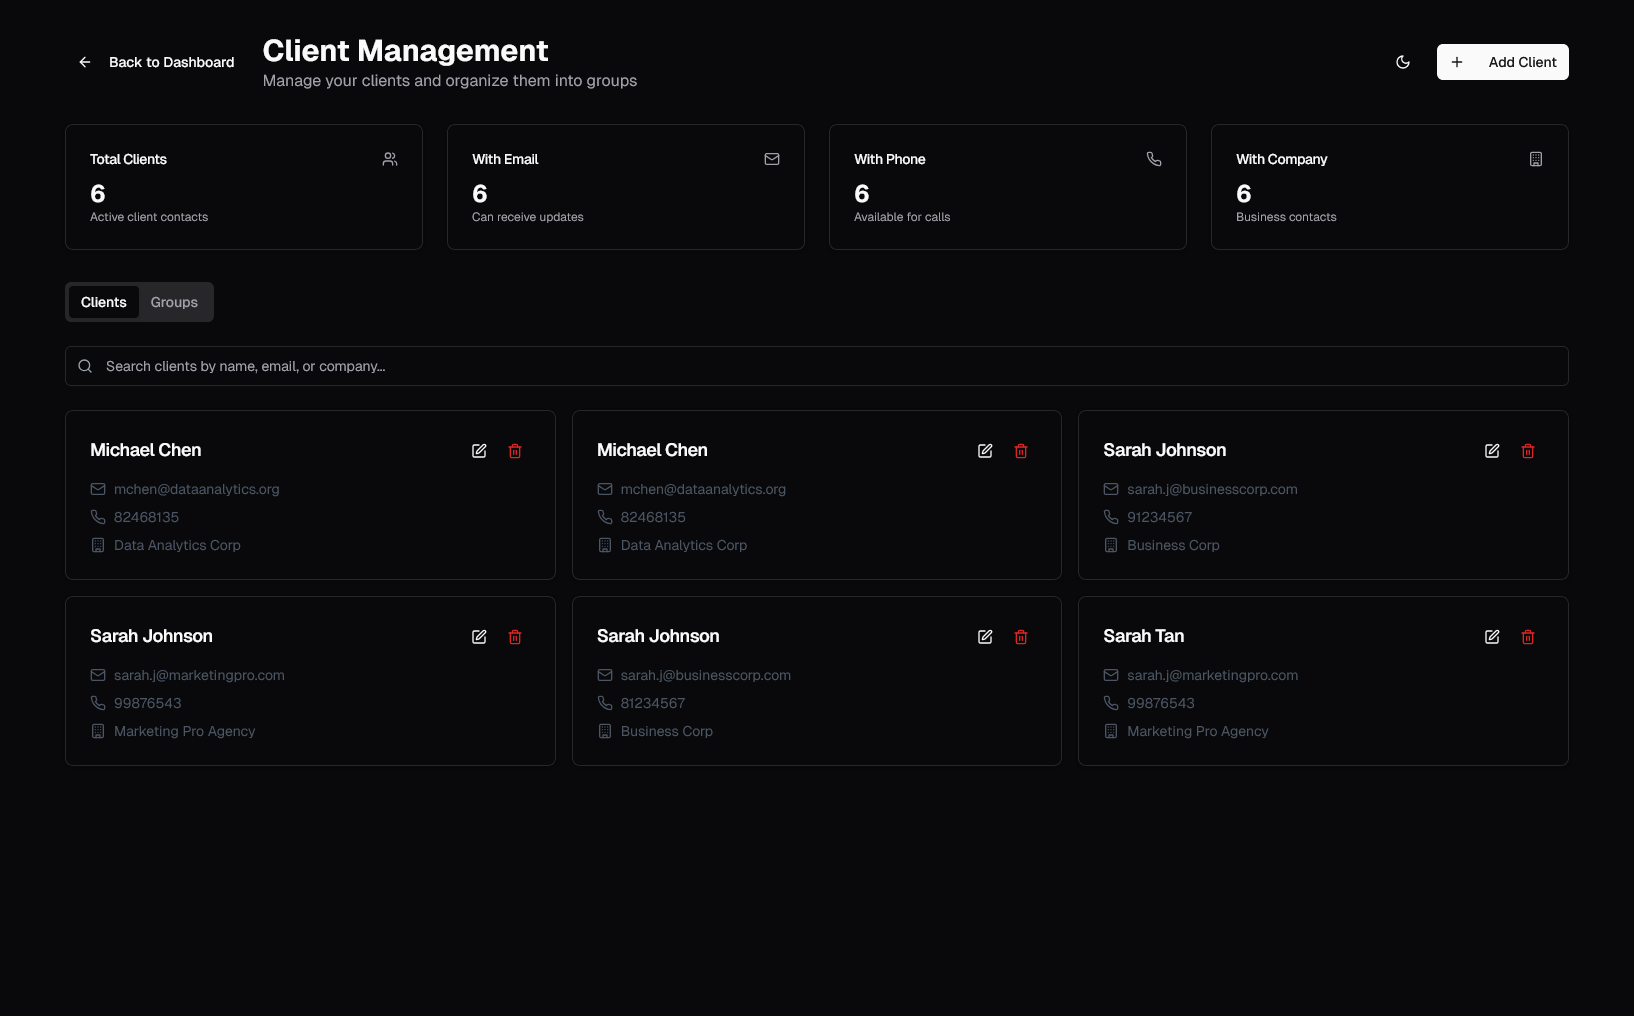 Back to Dashboard
Client Management
Manage your clients and organize them into groups
Add Client
Total Clients
6
Active client contacts
With Email
6
Can receive updates
With Phone
6
Available for calls
With Company
6
Business contacts
Clients
Groups
Search clients by name, email, or company...
Michael Chen
mchen@dataanalytics.org
82468135
Data Analytics Corp
Michael Chen
mchen@dataanalytics.org
82468135
Data Analytics Corp
Sarah Johnson
sarah.j@businesscorp.com
91234567
Business Corp
Sarah Johnson
sarah.j@marketingpro.com
99876543
Marketing Pro Agency
Sarah Johnson
sarah.j@businesscorp.com
81234567
Business Corp
Sarah Tan
sarah.j@marketingpro.com
99876543
Marketing Pro Agency